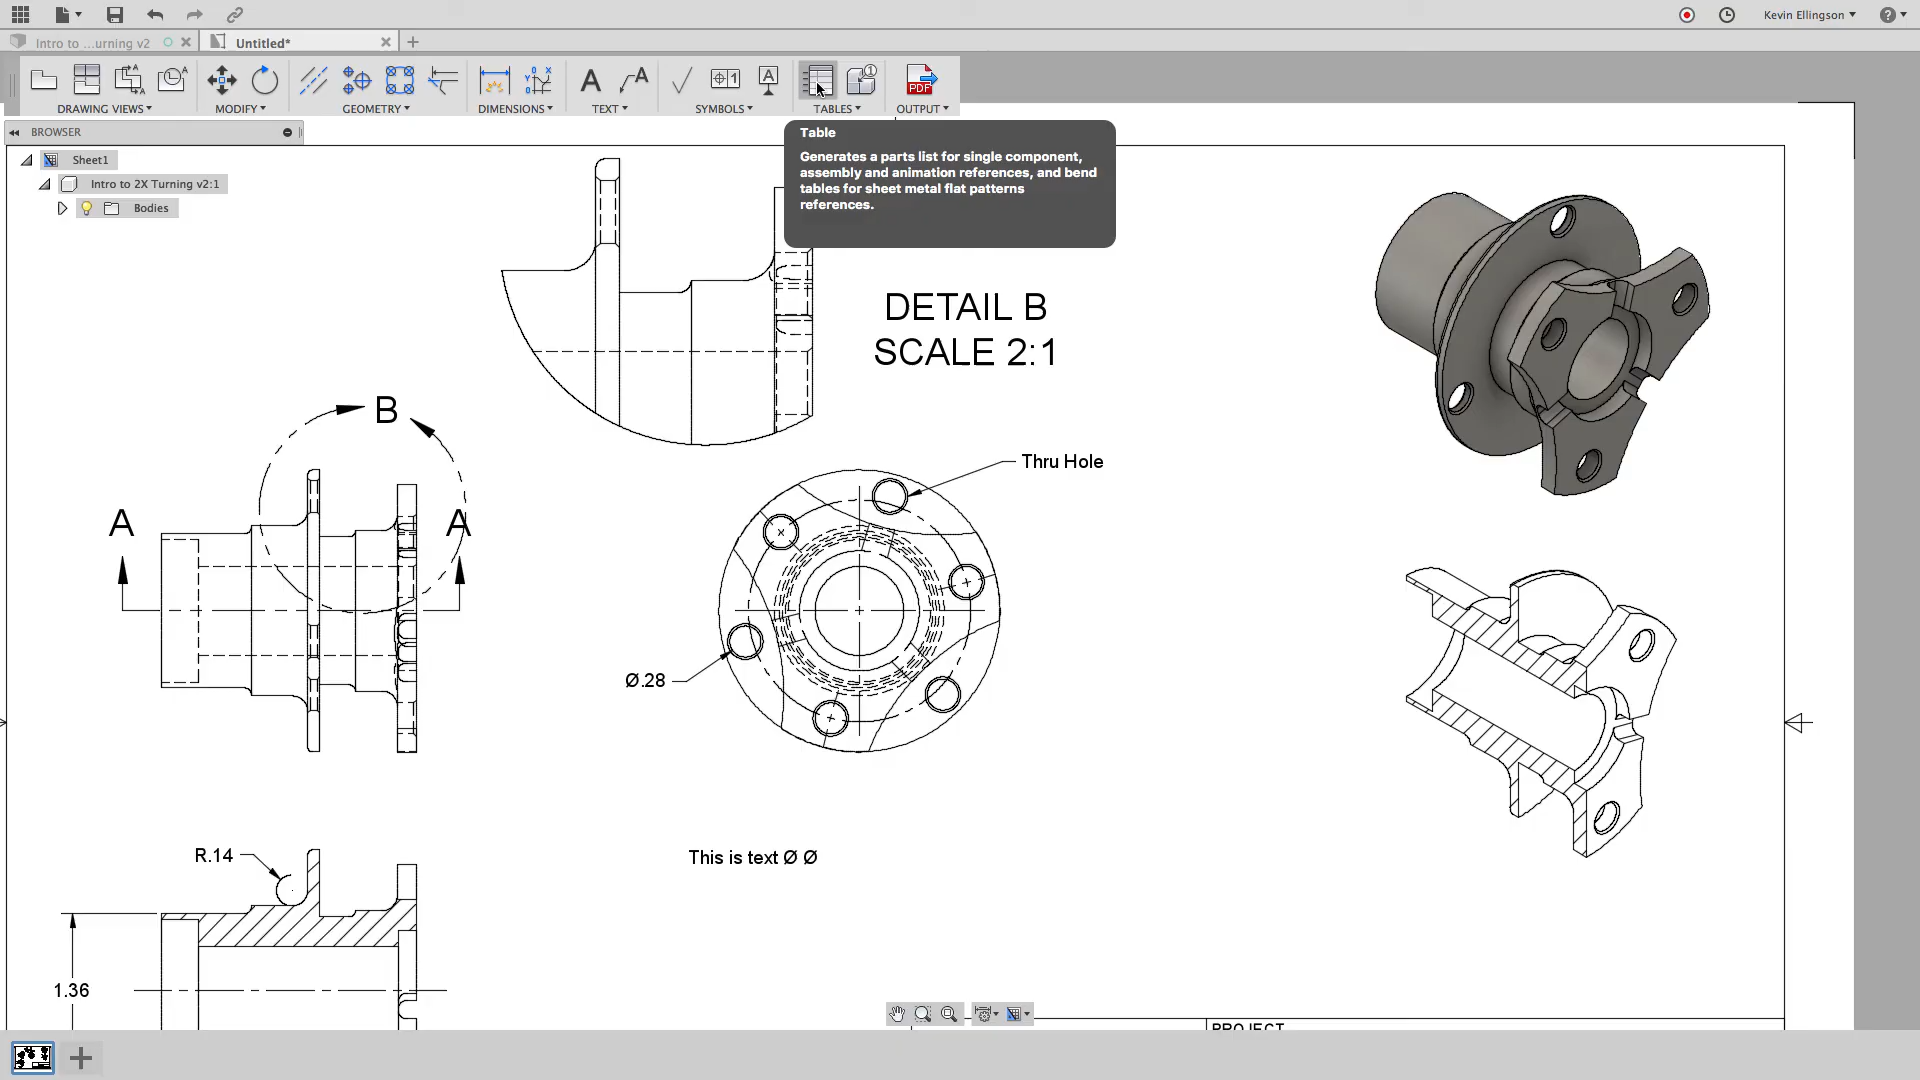 Kevin Ellingson
?
Intro to ...urning v2
Untitled*
DRAWING VIEWS
MODIFY
GEOMETRY
DIMENSIONS
TEXT
SYMBOLS
TABLES
OUTPUT
PDF
BROWSER
Sheet1
Intro to 2X Turning v2:1
Bodies
Table
Generates a parts list for single component,
assembly and animation references, and bend
tables for sheet metal flat patterns
references.
DETAIL B
SCALE 2:1
B
A
A
Thru Hole
Ø.28
This is text Ø Ø
R.14
1.36
PROJECT